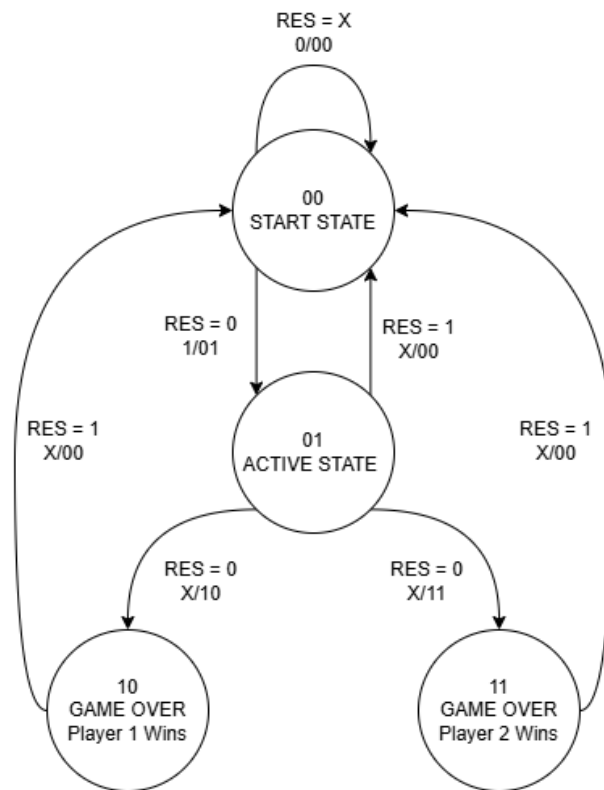 RES = X
0/00
00
START STATE
RES = 0
1/01
RES = 1
X/00
RES = 1
X/00
RES = 1
X/00
01
ACTIVE STATE
RES = 0
X/10
RES = 0
X/11
10
GAME OVER
Player 1 Wins
11
GAME OVER
Player 2 Wins